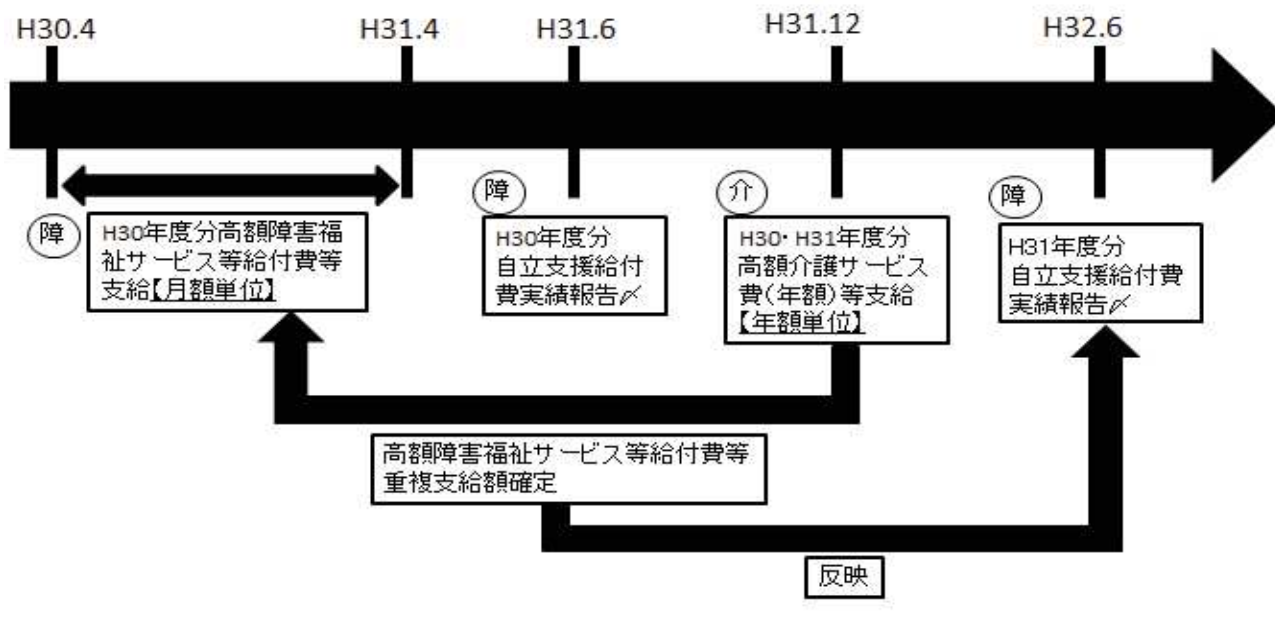 H30.4
H31.4
H31.6
H31.12
H32.6
障
H30年度分高額障害福
祉サービス等給付費等
支給【月額単位】
障
H30年度分
自立支援給付
費実績報告〆
介
H30・H31年度分
高額介護サービス
費(年額)等支給
【年額単位】
障
H31年度分
自立支援給付費
実績報告〆
高額障害福祉サービス等給付費等
重複支給額確定
反映